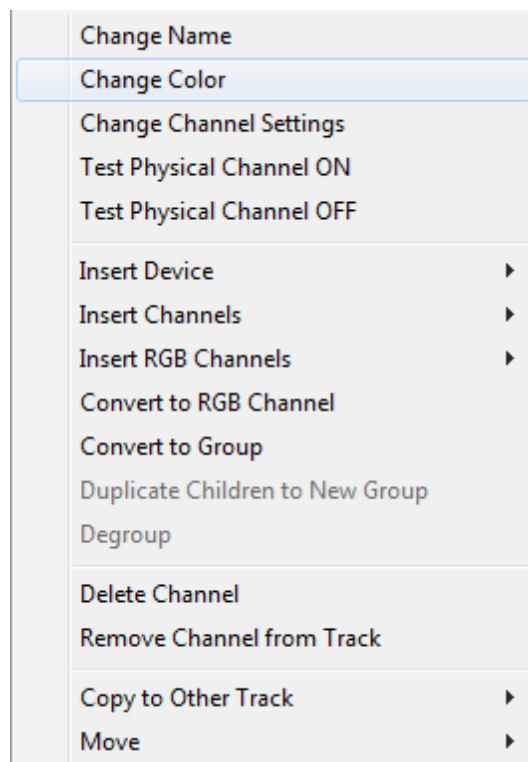 Change Name
Change Color
Change Channel Settings
Test Physical Channel ON
Test Physical Channel OFF
Insert Device
Insert Channels
Insert RGB Channels
Convert to RGB Channel
Convert to Group
Duplicate Children to New Group
Degroup
Delete Channel
Remove Channel from Track
Copy to Other Track
Move